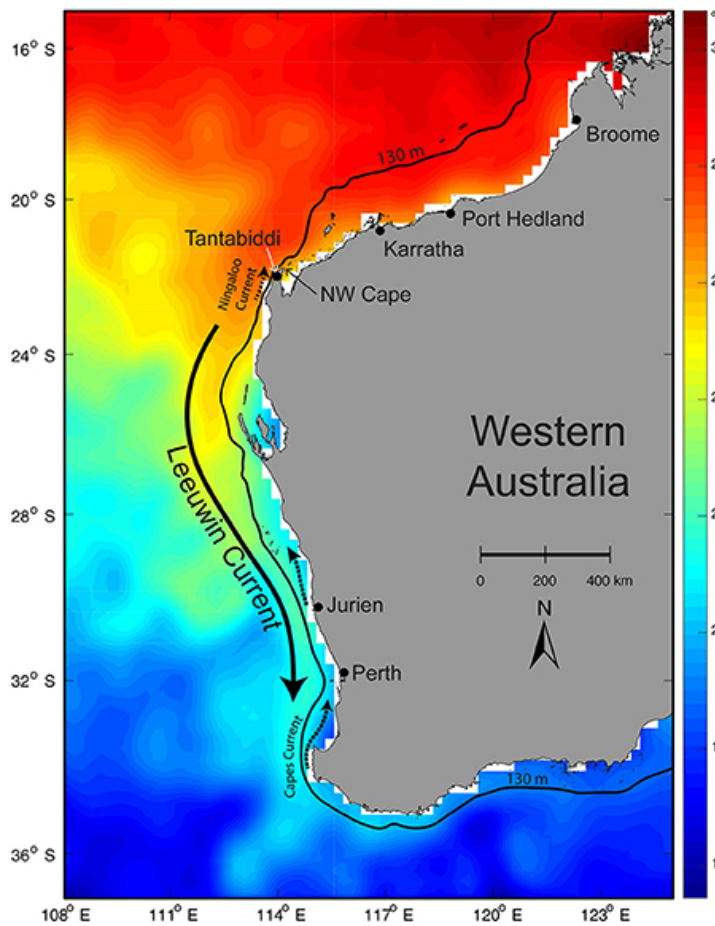 16° S
20° S
24° S
28° S
32° S
36° S
108° E
111° E
114° E
117° E
120° E
123° E
130 m
Broome
Port Hedland
Karratha
Tantabiddi
NW Cape
Ningaloo
Current
Western
Australia
Leeuwin Current
0 200 400 km
N
Jurien
Perth
Capes Current
130 m